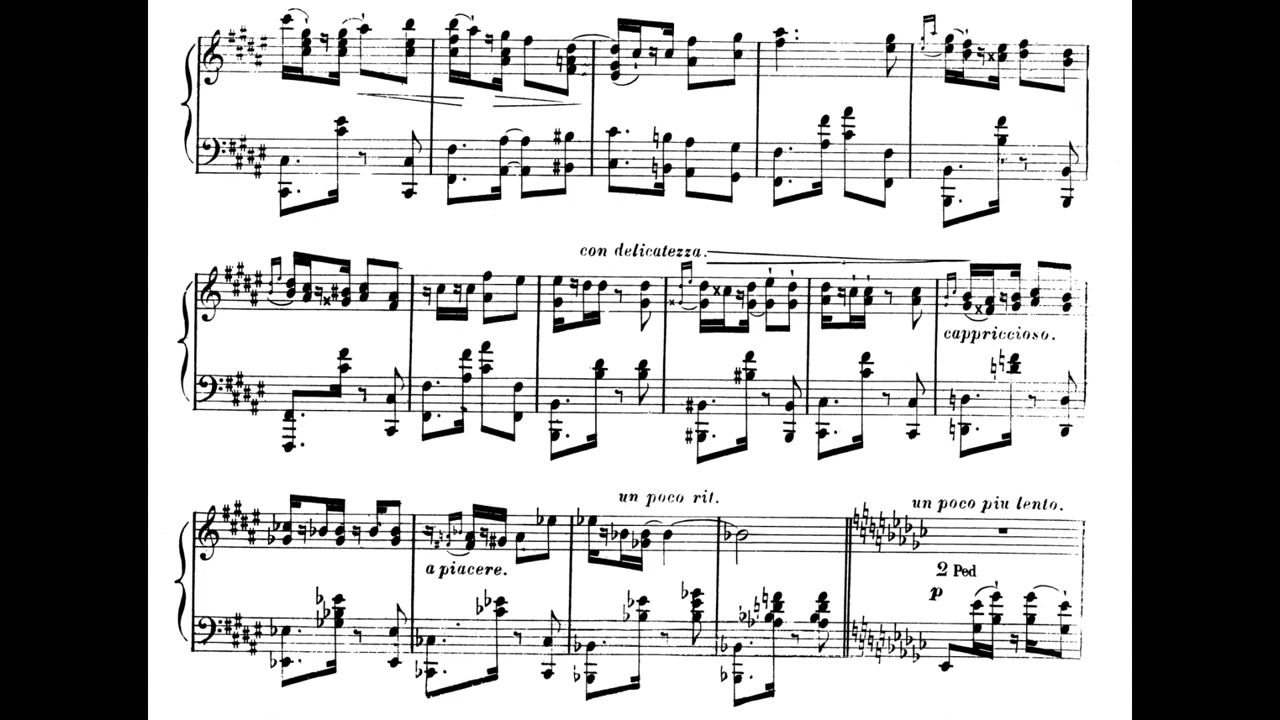 con delicatezza.
cappriccioso.
a piacere.
un poco rit.
un poco piu lento.
2 Ped
p